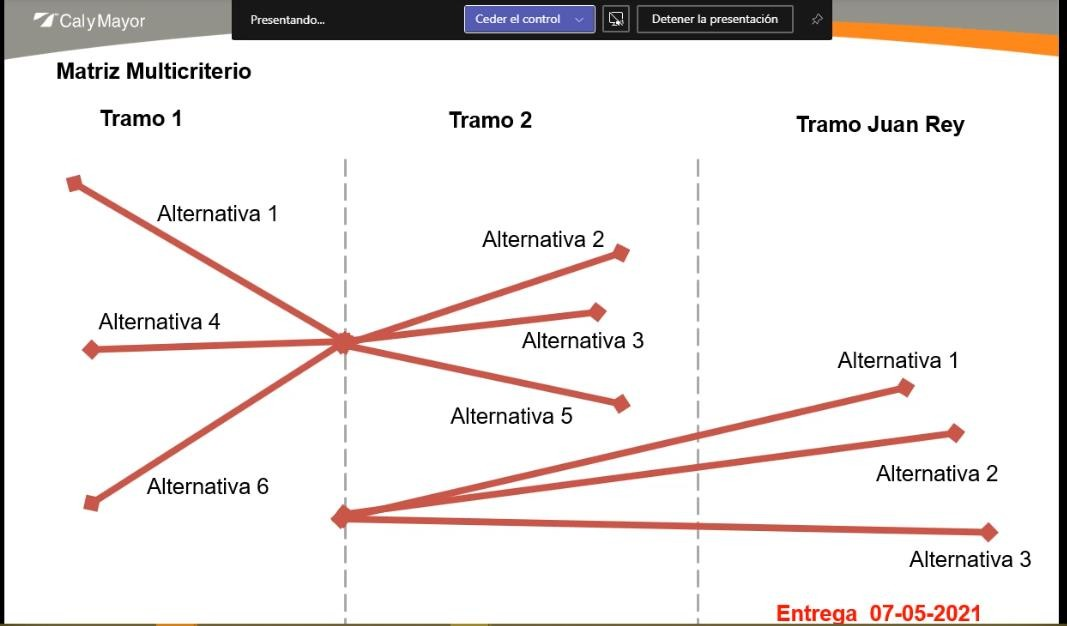 CalyMayor
Presentando...
Ceder el control
Detener la presentación
Matriz Multicriterio
Tramo 1
Tramo 2
Tramo Juan Rey
Alternativa 1
Alternativa 4
Alternativa 6
Alternativa 2
Alternativa 3
Alternativa 5
Alternativa 1
Alternativa 2
Alternativa 3
Entrega 07-05-2021